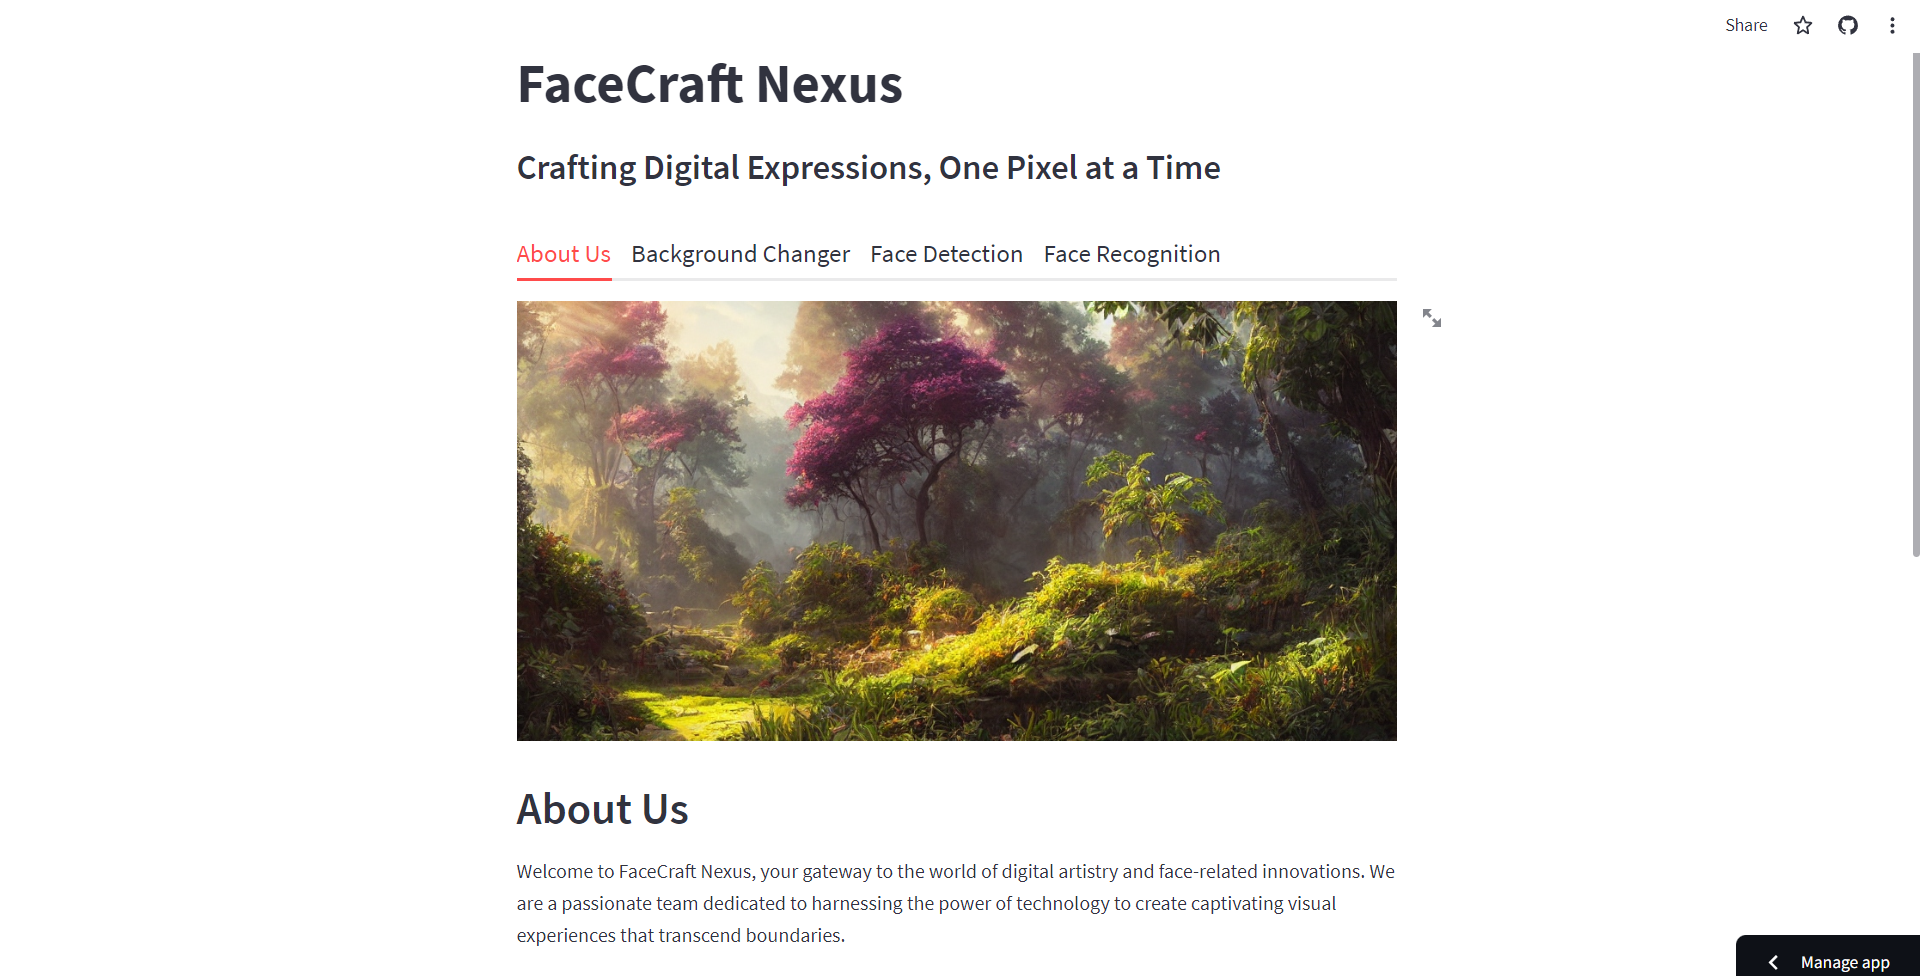 Share
FaceCraft Nexus
Crafting Digital Expressions, One Pixel at a Time
About Us Background Changer Face Detection Face Recognition
About Us
Welcome to FaceCraft Nexus, your gateway to the world of digital artistry and face-related innovations. We
are a passionate team dedicated to harnessing the power of technology to create captivating visual
experiences that transcend boundaries.
Manage app